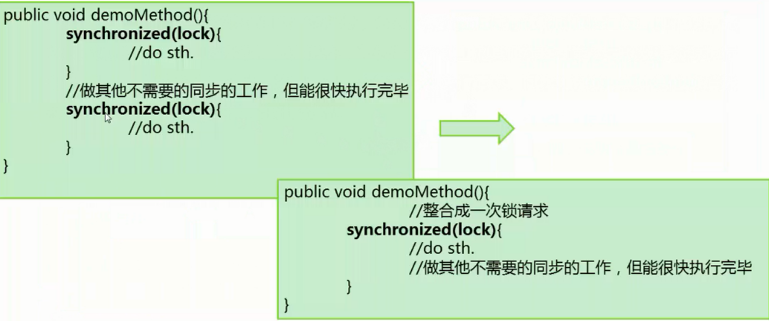 public void demoMethod(){
synchronized(lock){
//do sth.
}
//做其他不需要的同步的工作，但能很快执行完毕
synchronized(lock){
//do sth.
}
}
public void demoMethod(){
//整合成一次锁请求
synchronized(lock){
//do sth.
//做其他不需要的同步的工作，但能很快执行完毕
}
}